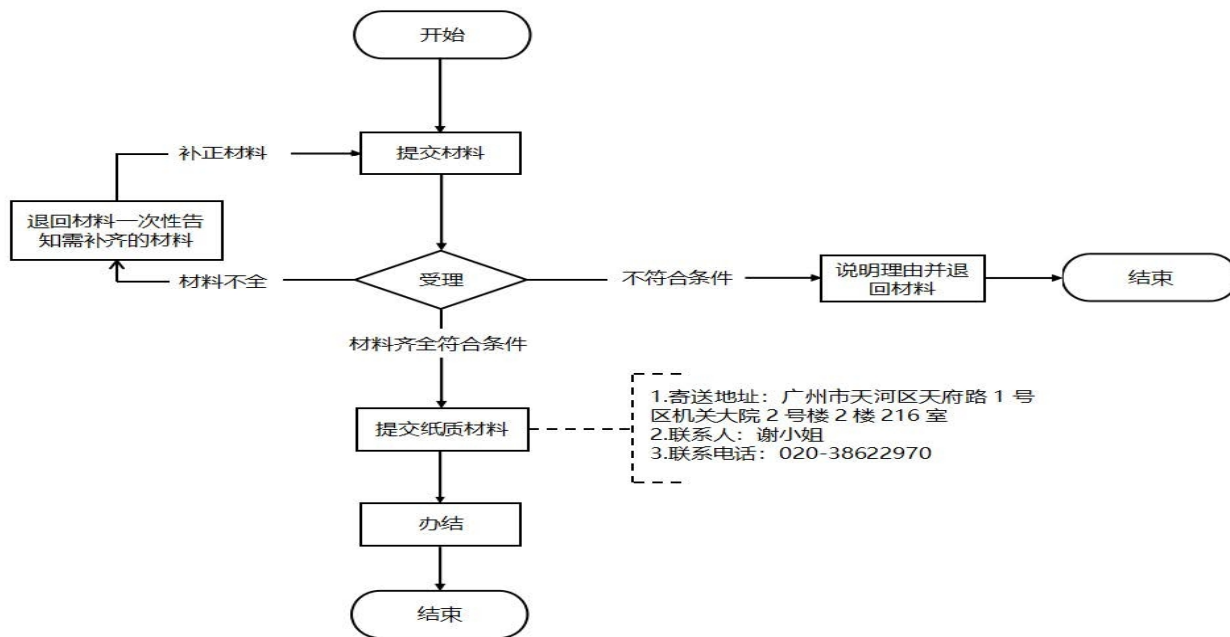 开始
补正材料
提交材料
退回材料一次性告
知需补齐的材料
材料不全
受理
不符合条件
说明理由并退
回材料
结束
材料齐全符合条件
提交纸质材料
1.寄送地址：广州市天河区天府路 1 号
区机关大院 2 号楼 2 楼 216 室
2.联系人：谢小姐
3.联系电话：020-38622970
办结
结束